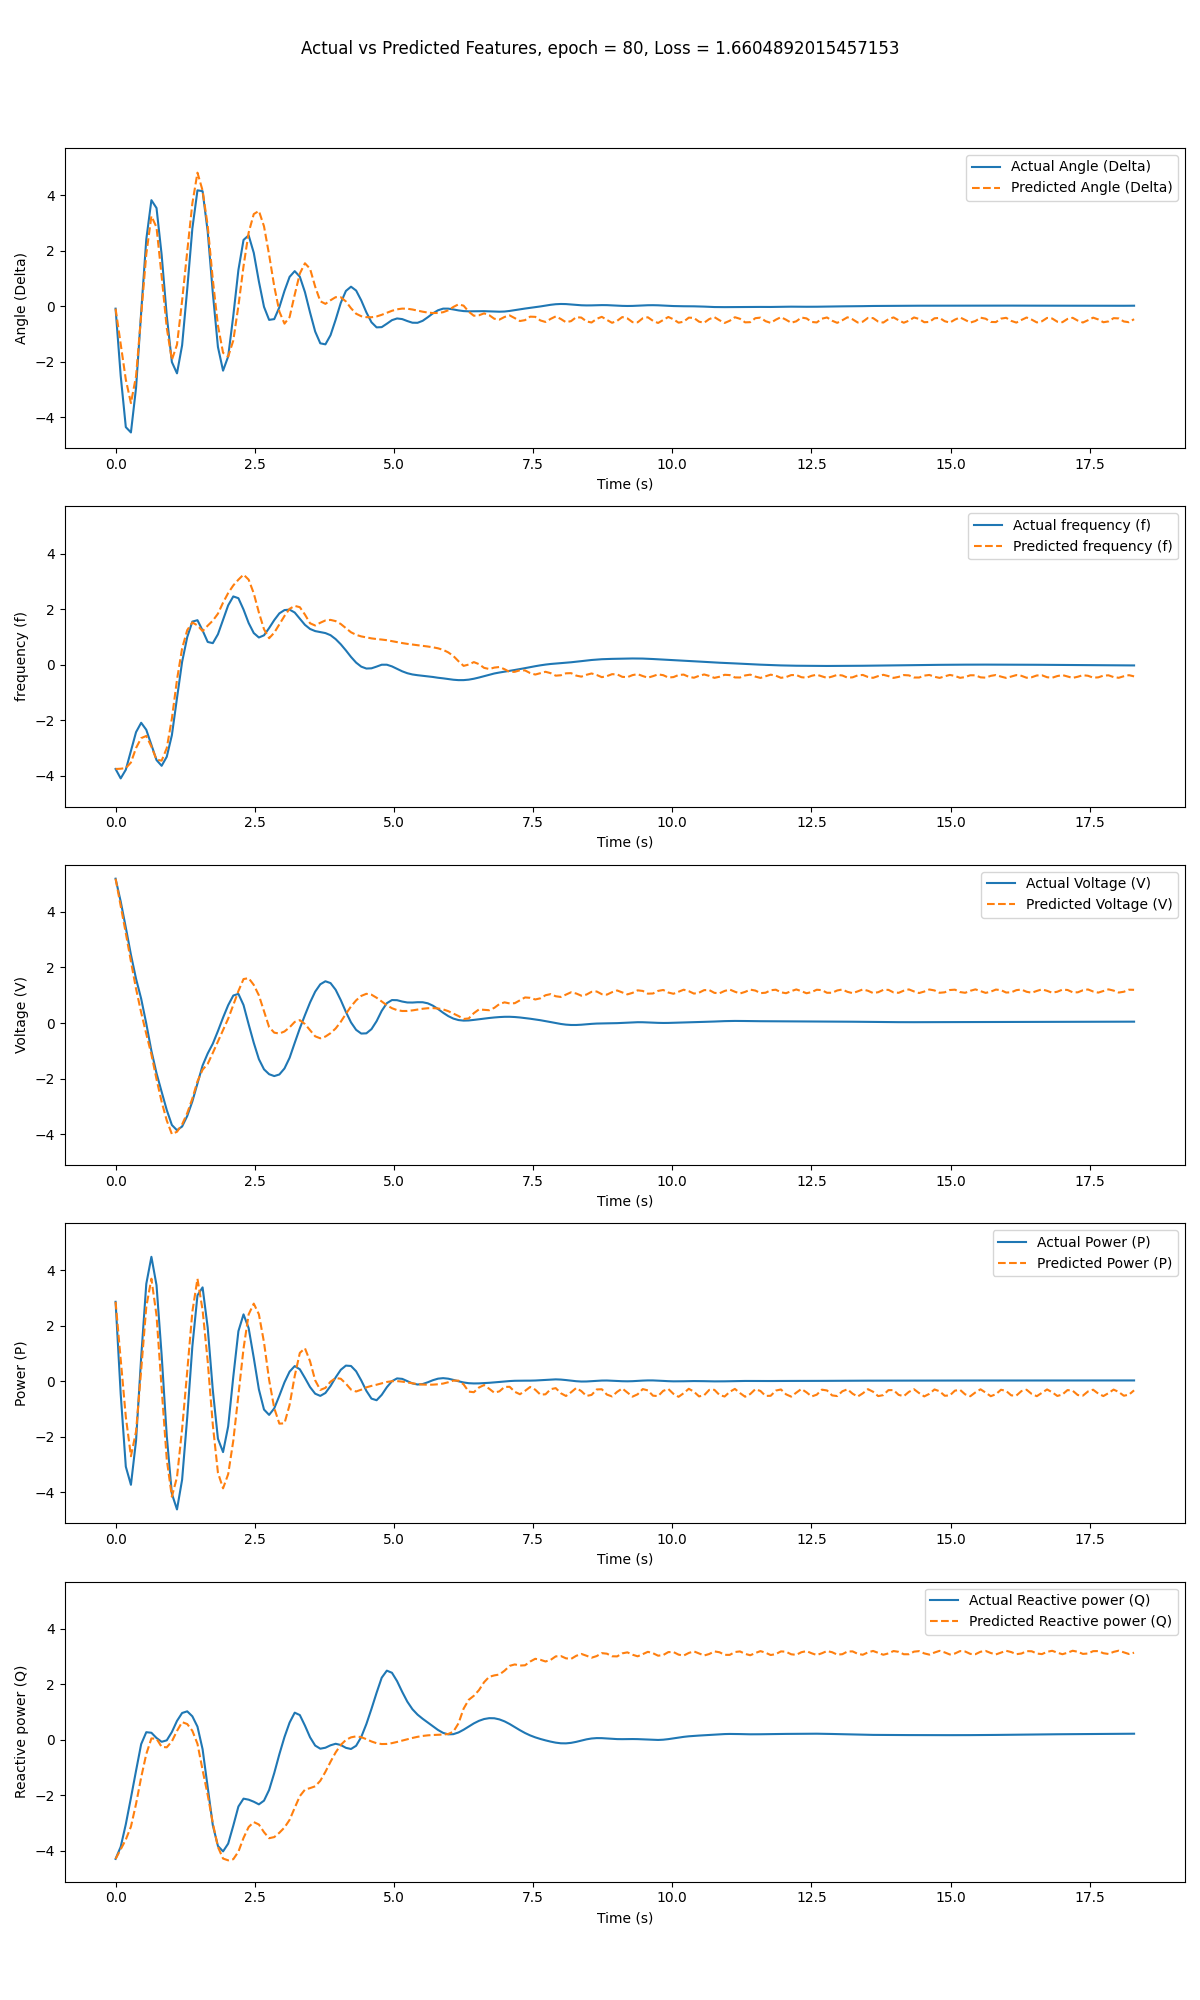 Actual vs Predicted Features, epoch = 80, Loss = 1.6604892015457153
Actual Angle (Delta)
Predicted Angle (Delta)
Angle (Delta)
4
2
0
−2
−4
0.0 2.5 5.0 7.5 10.0 12.5 15.0 17.5
Time (s)
Actual frequency (f)
Predicted frequency (f)
frequency (f)
4
2
0
−2
−4
0.0 2.5 5.0 7.5 10.0 12.5 15.0 17.5
Time (s)
Actual Voltage (V)
Predicted Voltage (V)
Voltage (V)
4
2
0
−2
−4
0.0 2.5 5.0 7.5 10.0 12.5 15.0 17.5
Time (s)
Actual Power (P)
Predicted Power (P)
Power (P)
4
2
0
−2
−4
0.0 2.5 5.0 7.5 10.0 12.5 15.0 17.5
Time (s)
Actual Reactive power (Q)
Predicted Reactive power (Q)
Reactive power (Q)
4
2
0
−2
−4
0.0 2.5 5.0 7.5 10.0 12.5 15.0 17.5
Time (s)